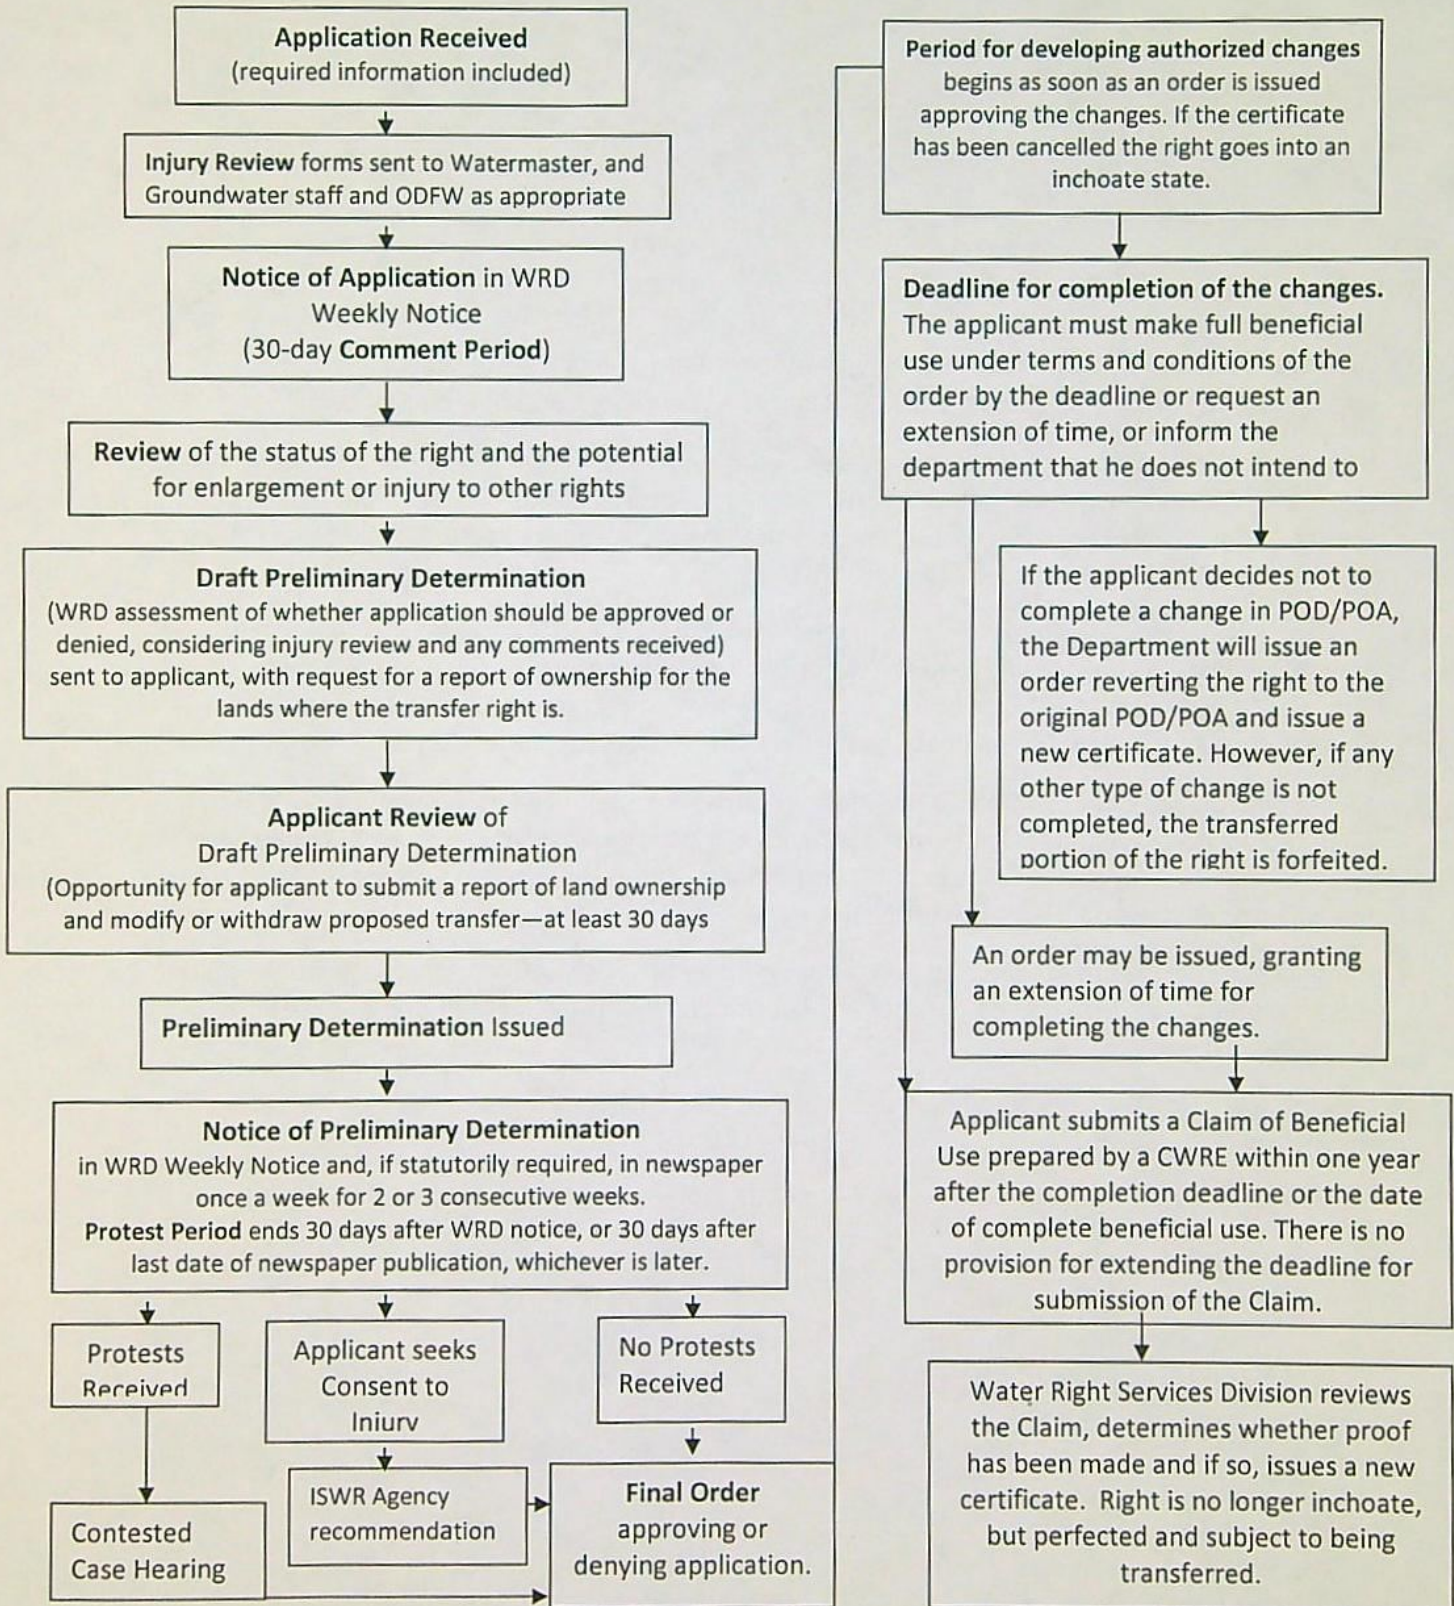 Application Received
(required information included)
Injury Review forms sent to Watermaster, and
Groundwater staff and ODFW as appropriate
Notice of Application in WRD
Weekly Notice
(30-day Comment Period)
Review of the status of the right and the potential
for enlargement or injury to other rights
Draft Preliminary Determination
(WRD assessment of whether application should be approved or
denied, considering injury review and any comments received)
sent to applicant, with request for a report of ownership for the
lands where the transfer right is.
Applicant Review of
Draft Preliminary Determination
(Opportunity for applicant to submit a report of land ownership
and modify or withdraw proposed transfer—at least 30 days
Preliminary Determination Issued
Notice of Preliminary Determination
in WRD Weekly Notice and, if statutorily required, in newspaper
once a week for 2 or 3 consecutive weeks.
Protest Period ends 30 days after WRD notice, or 30 days after
last date of newspaper publication, whichever is later.
Protests
Received
Applicant seeks
Consent to
Injury
No Protests
Received
Contested
Case Hearing
ISWR Agency
recommendation
Final Order
approving or
denying application.
Period for developing authorized changes
begins as soon as an order is issued
approving the changes. If the certificate
has been cancelled the right goes into an
inchoate state.
Deadline for completion of the changes.
The applicant must make full beneficial
use under terms and conditions of the
order by the deadline or request an
extension of time, or inform the
department that he does not intend to
If the applicant decides not to
complete a change in POD/POA,
the Department will issue an
order reverting the right to the
original POD/POA and issue a
new certificate. However, if any
other type of change is not
completed, the transferred
portion of the right is forfeited.
An order may be issued, granting
an extension of time for
completing the changes.
Applicant submits a Claim of Beneficial
Use prepared by a CWRE within one year
after the completion deadline or the date
of complete beneficial use. There is no
provision for extending the deadline for
submission of the Claim.
Water Right Services Division reviews
the Claim, determines whether proof
has been made and if so, issues a new
certificate. Right is no longer inchoate,
but perfected and subject to being
transferred.